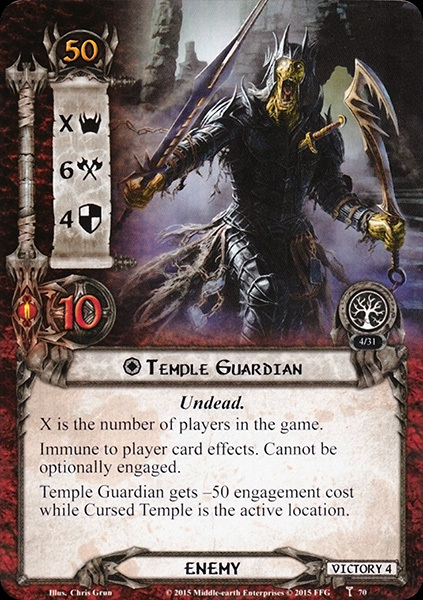 50
X
6
4
10
4/31
TEMPLE GUARDIAN
Undead.
X is the number of players in the game.
Immune to player card effects. Cannot be
optionally engaged.
Temple Guardian gets –50 engagement cost
while Cursed Temple is the active location.
ENEMY
VICTORY 4
Illus. Chris Grun
© 2015 Middle-earth Enterprises © 2015 FFG
70